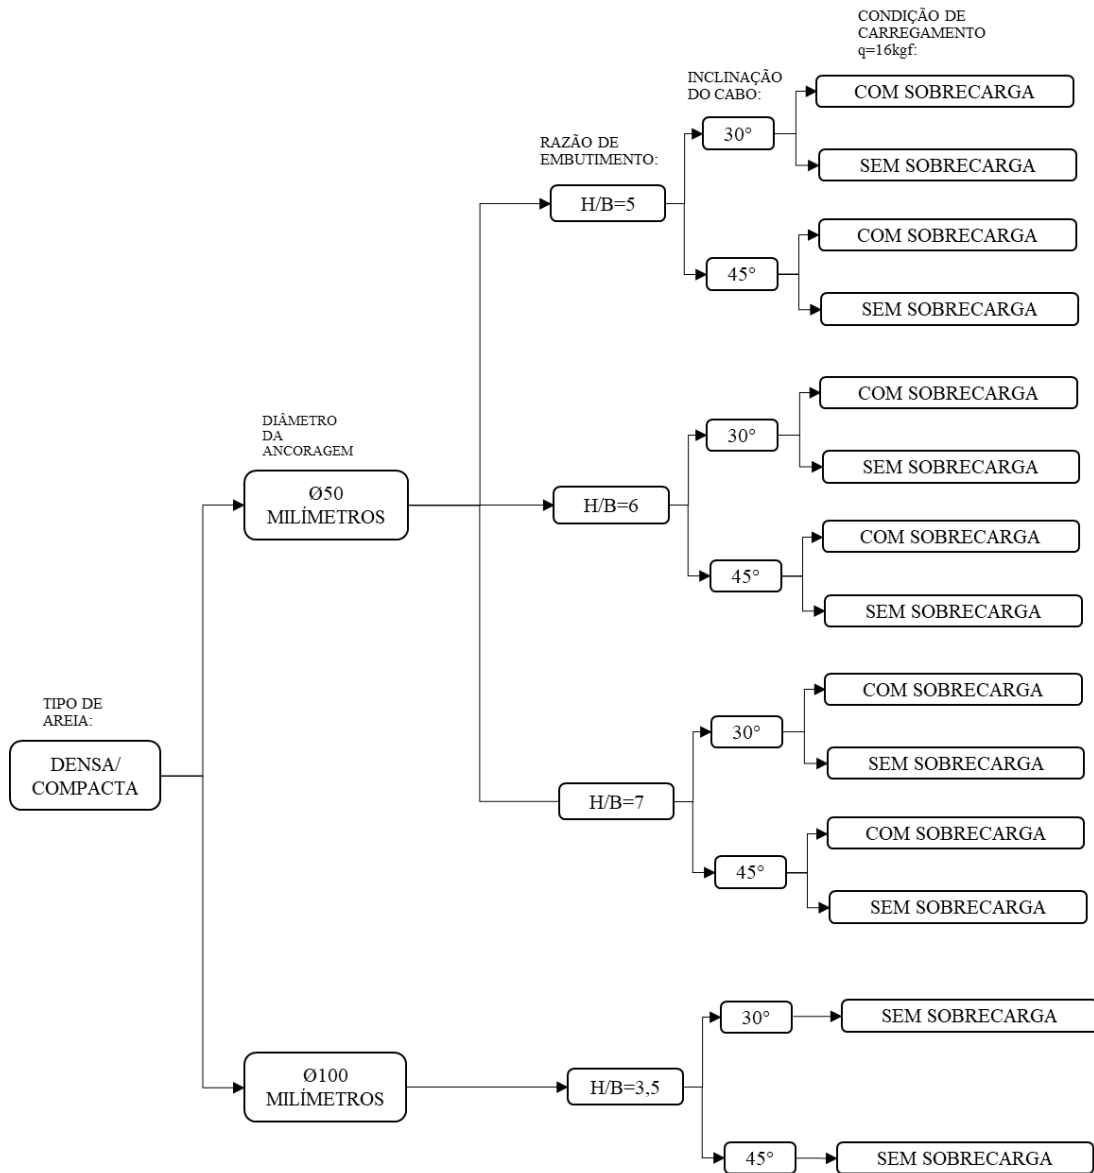 CONDIÇÃO DE
CARREGAMENTO
q=16kgf:
INCLINAÇÃO
DO CABO:
COM SOBRECARGA
30°
RAZÃO DE
EMBUTIMENTO:
SEM SOBRECARGA
H/B=5
COM SOBRECARGA
45°
SEM SOBRECARGA
COM SOBRECARGA
DIÂMETRO
DA
ANCORAGEM
30°
SEM SOBRECARGA
Ø50
MILÍMETROS
H/B=6
COM SOBRECARGA
45°
SEM SOBRECARGA
COM SOBRECARGA
TIPO DE
AREIA:
30°
DENSA/
COMPACTA
SEM SOBRECARGA
H/B=7
COM SOBRECARGA
45°
SEM SOBRECARGA
30°
SEM SOBRECARGA
Ø100
MILÍMETROS
H/B=3,5
45°
SEM SOBRECARGA